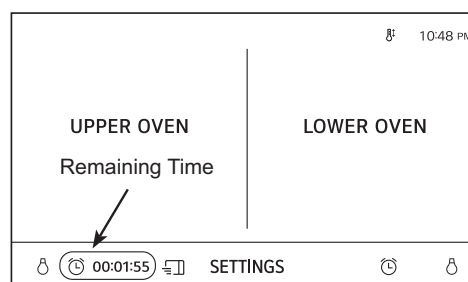 10:48 PM
UPPER OVEN
LOWER OVEN
Remaining Time
00:01:55
SETTINGS